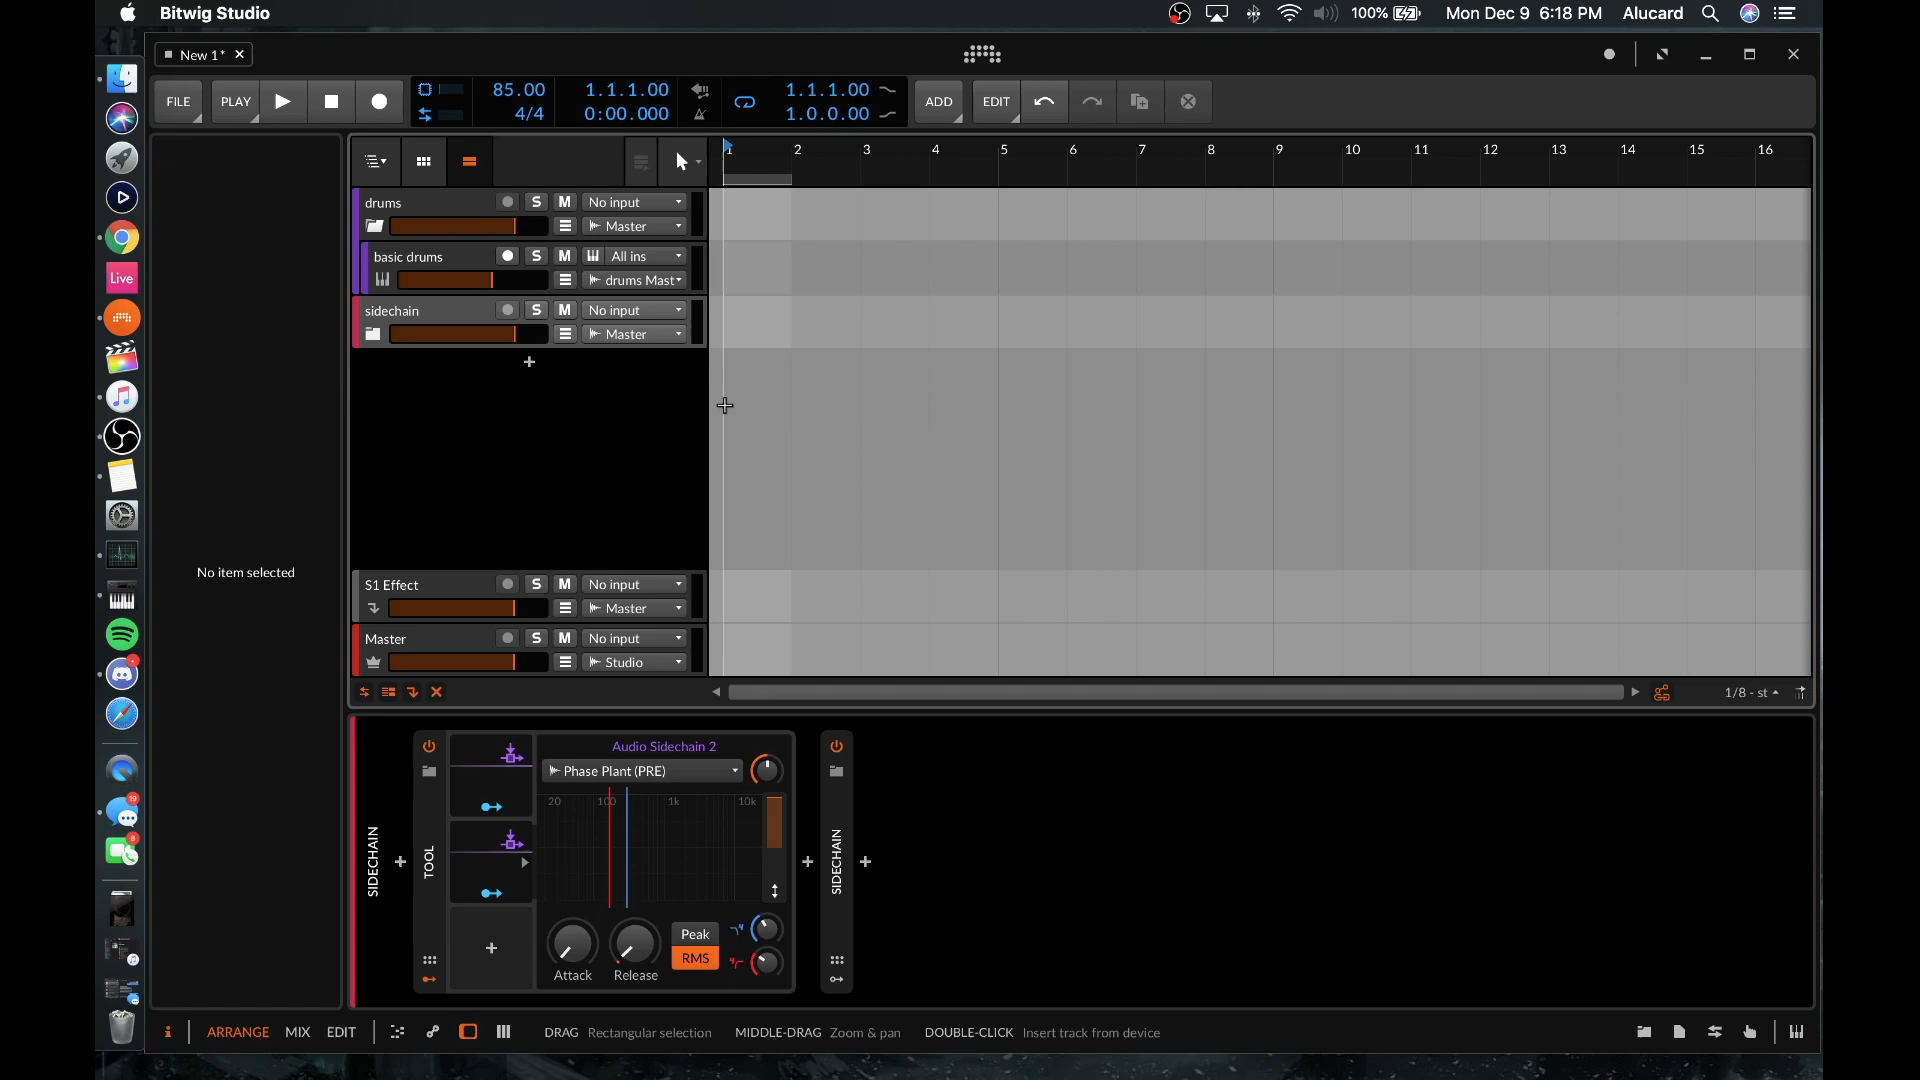 Bitwig Studio
100%
Mon Dec 9 6:18 PM
Alucard
New 1*
FILE
PLAY
85.00
4/4
1.1.1.00
0:00.000
1.1.1.00
1.0.0.00
ADD
EDIT
1 2 3 4 5 6 7 8 9 10 11 12 13 14 15 16
drums S M No input
Master
basic drums S M All ins
drums Mast
sidechain S M No input
Master
Live
No item selected
S1 Effect S M No input
Master
Master S M No input
Studio
1/8 - st
Audio Sidechain 2
Phase Plant (PRE)
20 100 1k 10k
SIDECHAIN
TOOL
SIDECHAIN
Peak
RMS
Attack
Release
19
8
i
ARRANGE MIX EDIT
DRAG Rectangular selection MIDDLE-DRAG Zoom & pan DOUBLE-CLICK Insert track from device